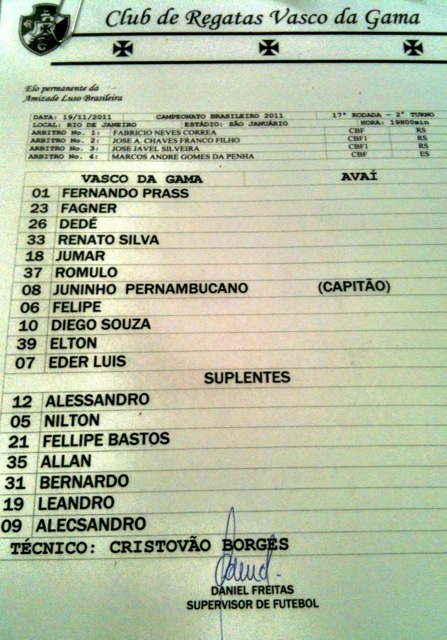 Club de Regatas Vasco da Gama
Elo permanente da
Amizade Luso Brasileira
DATA: 19/11/2011 CAMPEONATO BRASILEIRO 2011 17ª RODADA - 2º TURNO
LOCAL: RIO DE JANEIRO ESTÁDIO: SÃO JANUÁRIO HORA: 19H00min
ARBITRO No. 1: FABRICIO NEVES CORREA CBF RS
ARBITRO No. 2: JOSE A. CHAVES FRANCO FILHO CBF1 RS
ARBITRO No. 3: JOSE JAVEL SILVEIRA CBF1 RS
ARBITRO No. 4: MARCOS ANDRE GOMES DA PENHA CBF ES
VASCO DA GAMA AVAÍ
01 FERNANDO PRASS
23 FAGNER
26 DEDÉ
33 RENATO SILVA
18 JUMAR
37 ROMULO
08 JUNINHO PERNAMBUCANO (CAPITÃO)
06 FELIPE
10 DIEGO SOUZA
39 ELTON
07 EDER LUIS
SUPLENTES
12 ALESSANDRO
05 NILTON
21 FELLIPE BASTOS
35 ALLAN
31 BERNARDO
19 LEANDRO
09 ALECSANDRO
TÉCNICO: CRISTOVÃO BORGES
DANIEL FREITAS
SUPERVISOR DE FUTEBOL